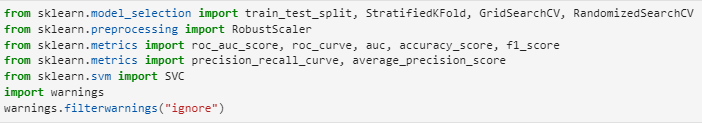 from sklearn.model_selection import train_test_split, StratifiedKFold, GridSearchCV, RandomizedSearchCV
from sklearn.preprocessing import RobustScaler
from sklearn.metrics import roc_auc_score, roc_curve, auc, accuracy_score, f1_score
from sklearn.metrics import precision_recall_curve, average_precision_score
from sklearn.svm import SVC
import warnings
warnings.filterwarnings("ignore")